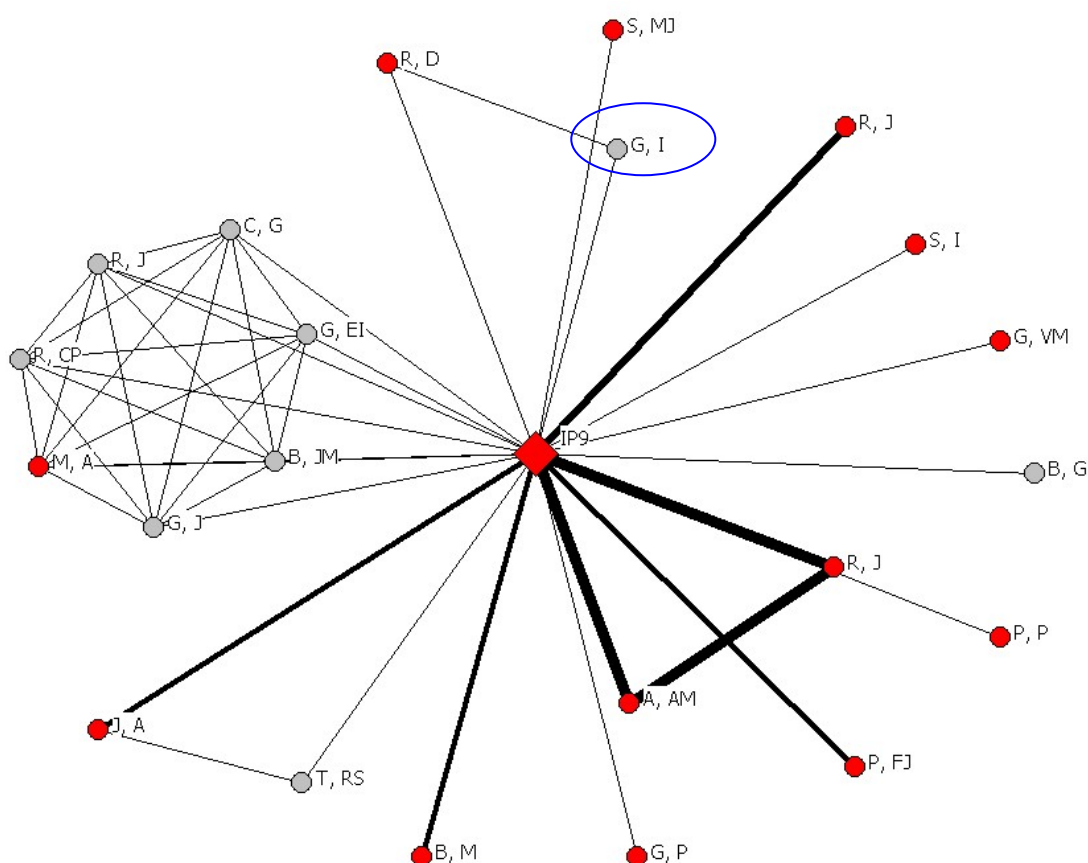 S, MJ
R, D
R, J
G, I
C, G
S, I
R, J
G, EI
G, VM
R, CP
IP9
M, A
B, JM
B, G
G, J
R, J
P, P
A, AM
J, A
P, FJ
T, RS
B, M
G, P